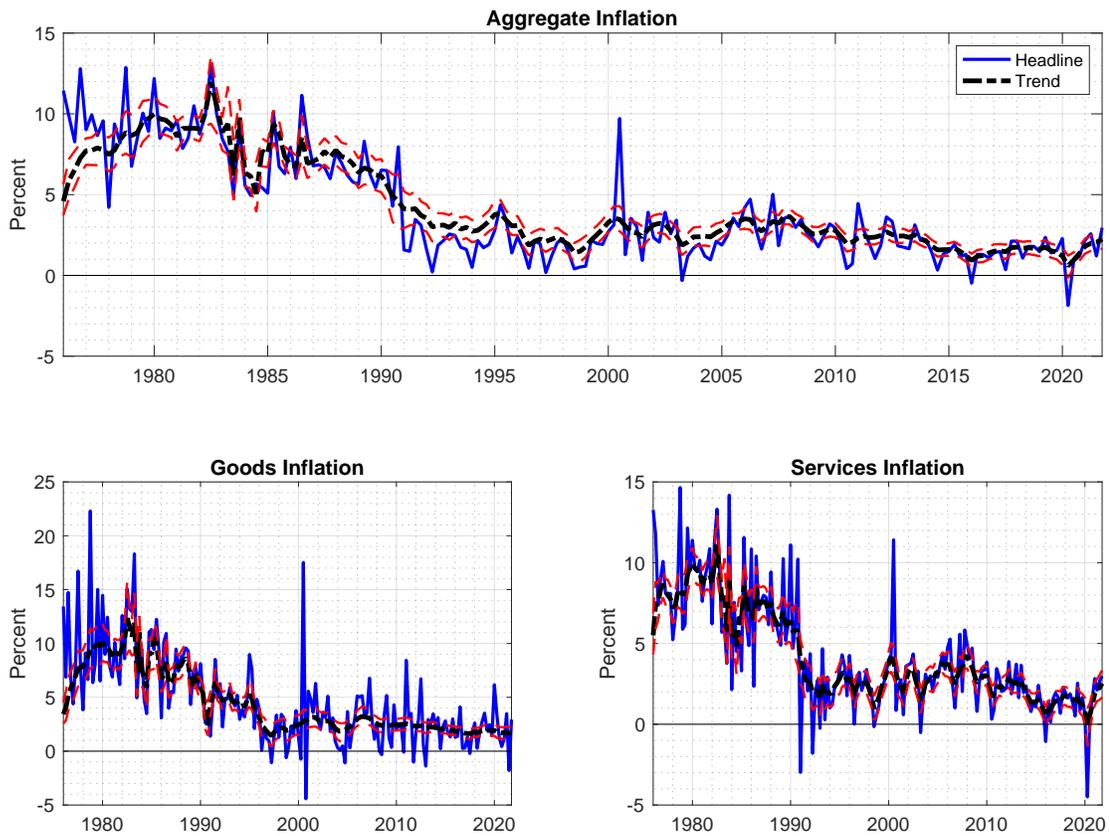 Aggregate Inflation
15
10
5
0
-5
Percent
Headline
Trend
1980 1985 1990 1995 2000 2005 2010 2015 2020
Goods Inflation
25
20
15
10
5
0
-5
Percent
1980 1990 2000 2010 2020
Services Inflation
15
10
5
0
-5
Percent
1980 1990 2000 2010 2020